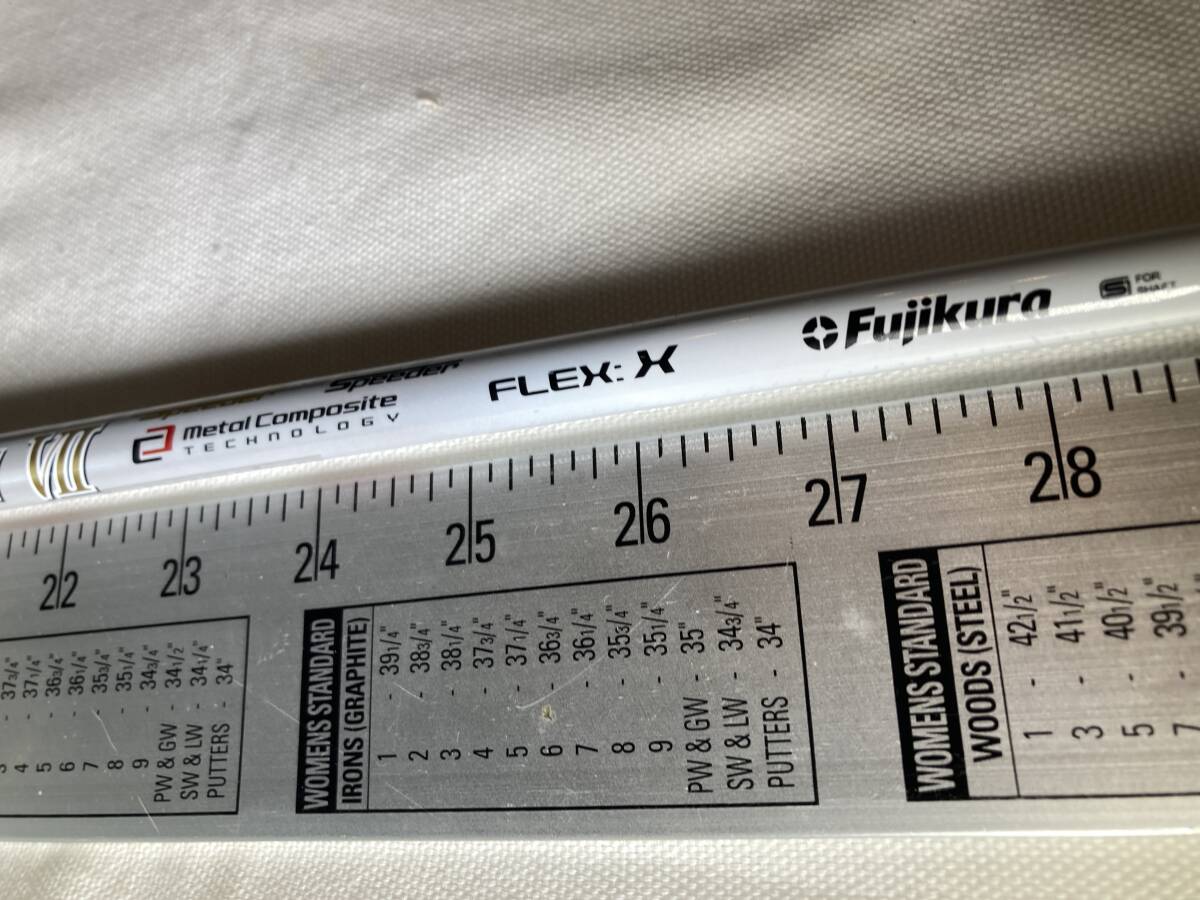 VII
Speeder
Speeder
Metal Composite
TECHNOLOGY
FLEX: X
Fujikura
FOR
SHAFT
22 23 24 25 26 27 28
3 - 37 3/4"
4 - 37 1/4"
5 - 36 3/4"
6 - 36 1/4"
7 - 35 3/4"
8 - 35 1/4"
9 - 34 3/4"
PW & GW - 34 1/2"
SW & LW - 34 1/4"
PUTTERS - 34"
WOMENS STANDARD
IRONS (GRAPHITE)
1 - 39 1/4"
2 - 38 3/4"
3 - 38 1/4"
4 - 37 3/4"
5 - 37 1/4"
6 - 36 3/4"
7 - 36 1/4"
8 - 35 3/4"
9 - 35 1/4"
PW & GW - 35"
SW & LW - 34 3/4"
PUTTERS - 34"
WOMENS STANDARD
WOODS (STEEL)
1 - 42 1/2"
3 - 41 1/2"
5 - 40 1/2"
7 - 39 1/2"